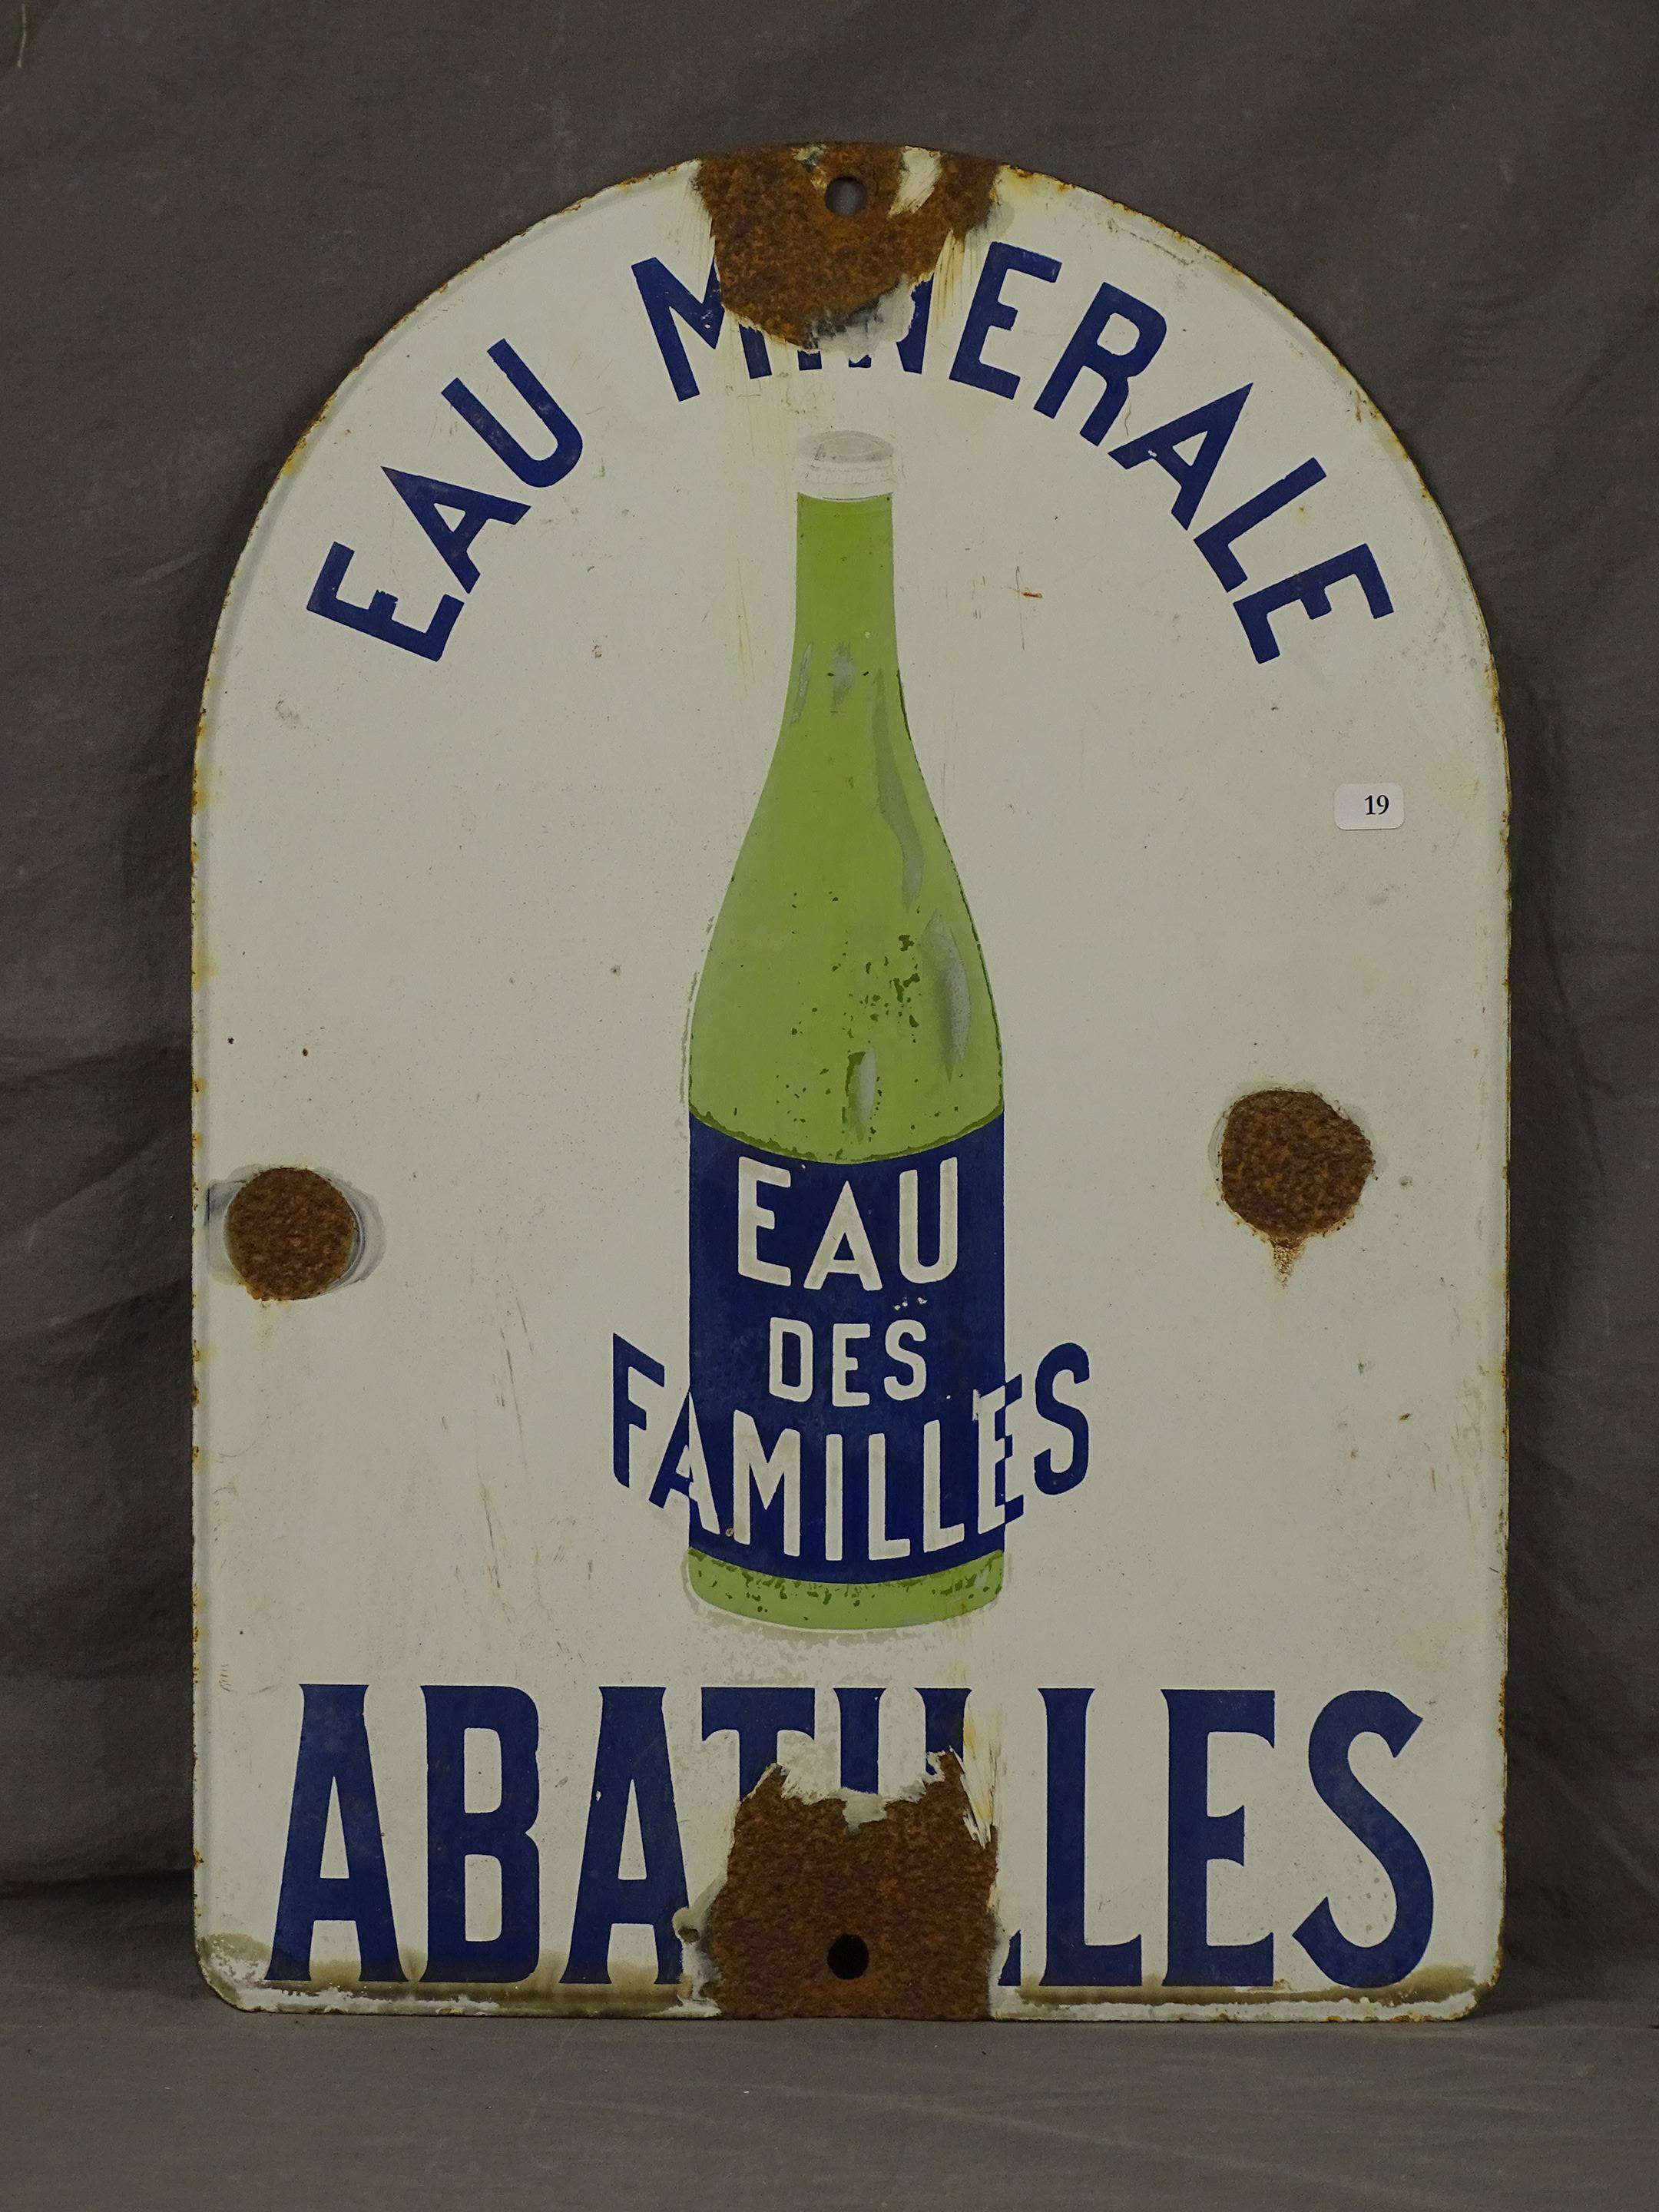 EAU MINERALE
19
EAU
DES
FAMILLES
ABATILLES